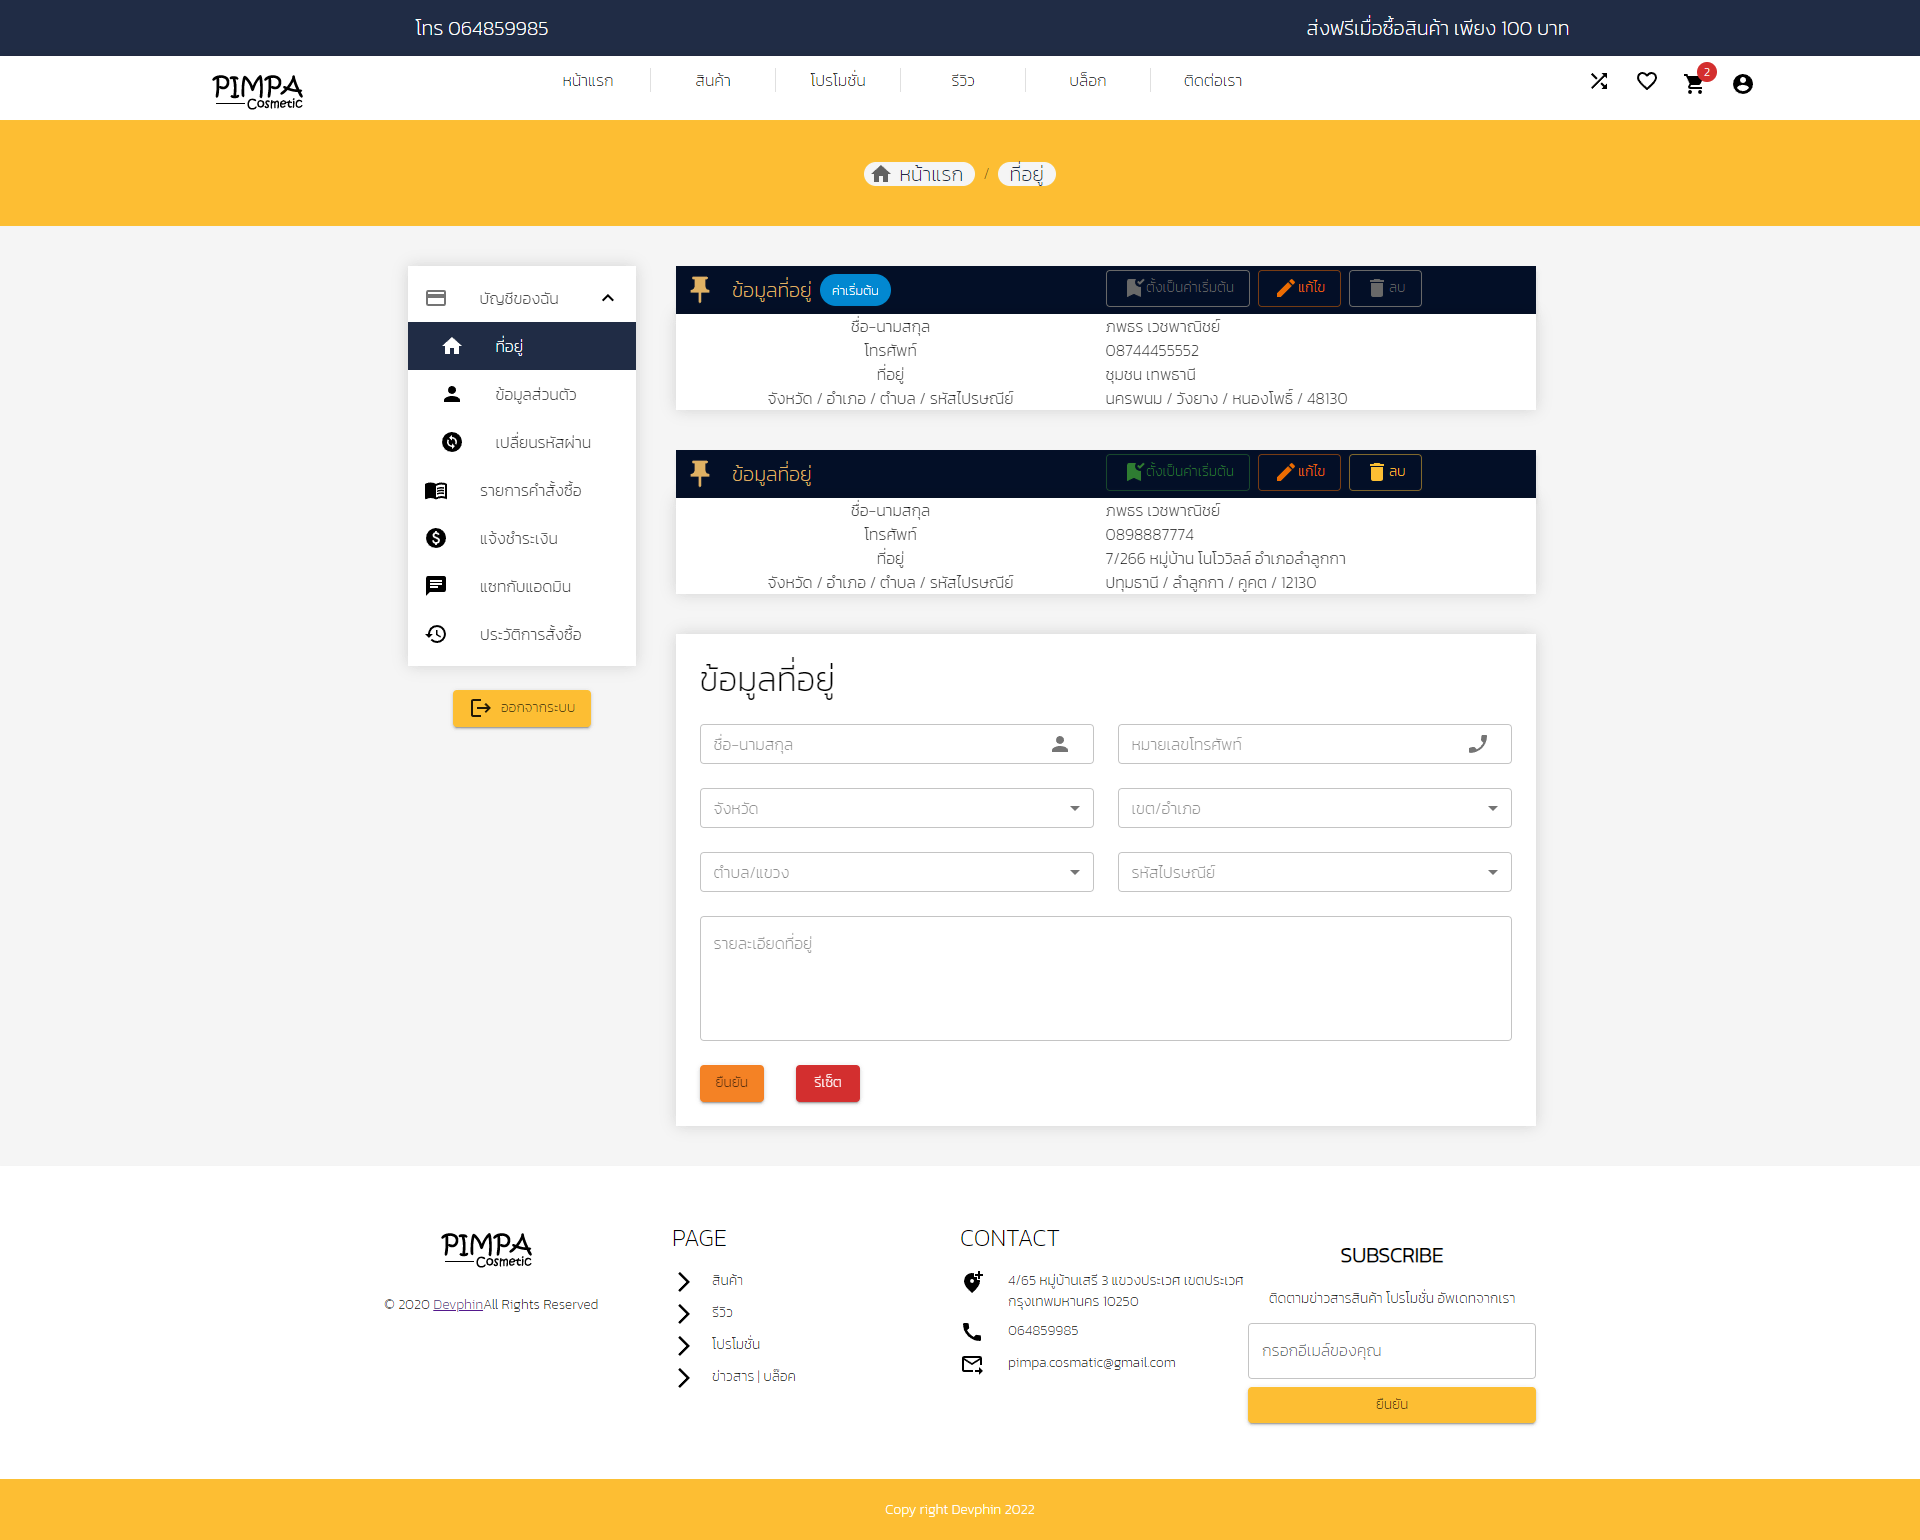 โทร 064859985
ส่งฟรีเมื่อซื้อสินค้า เพียง 100 บาท
PIMPA
Cosmetic
หน้าแรก
สินค้า
โปรโมชั่น
รีวิว
บล็อก
ติดต่อเรา
2
หน้าแรก / ที่อยู่
บัญชีของฉัน
ที่อยู่
ข้อมูลส่วนตัว
เปลี่ยนรหัสผ่าน
รายการคำสั่งซื้อ
แจ้งชำระเงิน
แชทกับแอดมิน
ประวัติการสั้งซื้อ
ออกจากระบบ
ข้อมูลที่อยู่ ค่าเริ่มต้น ตั้งเป็นค่าเริ่มต้น แก้ไข ลบ
ชื่อ-นามสกุล ภพธร เวชพาณิชย์
โทรศัพท์ 08744455552
ที่อยู่ ชุมชน เทพธานี
จังหวัด / อำเภอ / ตำบล / รหัสไปรษณีย์ นครพนม / วังยาง / หนองโพธิ์ / 48130
ข้อมูลที่อยู่ ตั้งเป็นค่าเริ่มต้น แก้ไข ลบ
ชื่อ-นามสกุล ภพธร เวชพาณิชย์
โทรศัพท์ 0898887774
ที่อยู่ 7/266 หมู่บ้าน โนโววิลล์ อำเภอลำลูกกา
จังหวัด / อำเภอ / ตำบล / รหัสไปรษณีย์ ปทุมธานี / ลำลูกกา / คูคต / 12130
ข้อมูลที่อยู่
ชื่อ-นามสกุล
หมายเลขโทรศัพท์
จังหวัด
เขต/อำเภอ
ตำบล/แขวง
รหัสไปรษณีย์
รายละเอียดที่อยู่
ยืนยัน
รีเซ็ต
PIMPA
Cosmetic
© 2020 DevphinAll Rights Reserved
PAGE
สินค้า
รีวิว
โปรโมชั่น
ข่าวสาร | บล๊อค
CONTACT
4/65 หมู่บ้านเสรี 3 แขวงประเวศ เขตประเวศ
กรุงเทพมหานคร 10250
064859985
pimpa.cosmatic@gmail.com
SUBSCRIBE
ติดตามข่าวสารสินค้า โปรโมชั่น อัพเดทจากเรา
กรอกอีเมล์ของคุณ
ยืนยัน
Copy right Devphin 2022